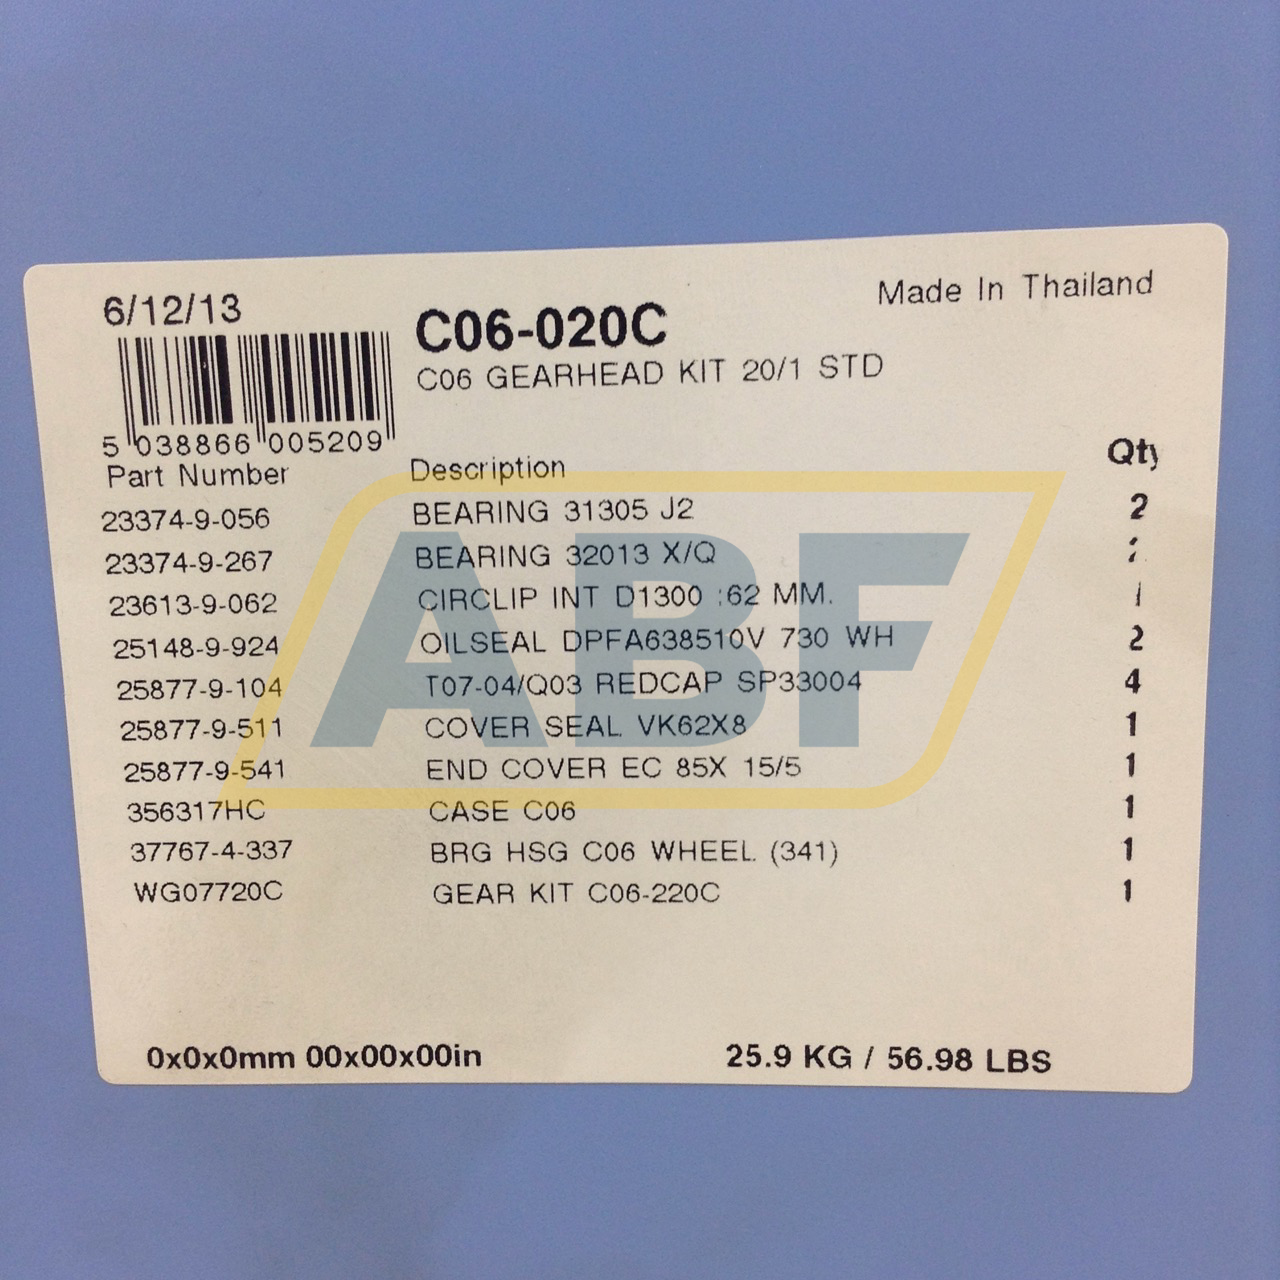 6/12/13
C06-020C
Made In Thailand
C06 GEARHEAD KIT 20/1 STD
5 038866 005209
Part Number Description Qty
23374-9-056 BEARING 31305 J2 2
23374-9-267 BEARING 32013 X/Q
23613-9-062 CIRCLIP INT D1300 :62 MM. 1
25148-9-924 OILSEAL DPFA638510V 730 WH 2
25877-9-104 T07-04/Q03 REDCAP SP33004 4
25877-9-511 COVER SEAL VK62X8 1
25877-9-541 END COVER EC 85X 15/5 1
356317HC CASE C06 1
37767-4-337 BRG HSG C06 WHEEL (341) 1
WG07720C GEAR KIT C06-220C 1
0x0x0mm 00x00x00in 25.9 KG / 56.98 LBS
ABF